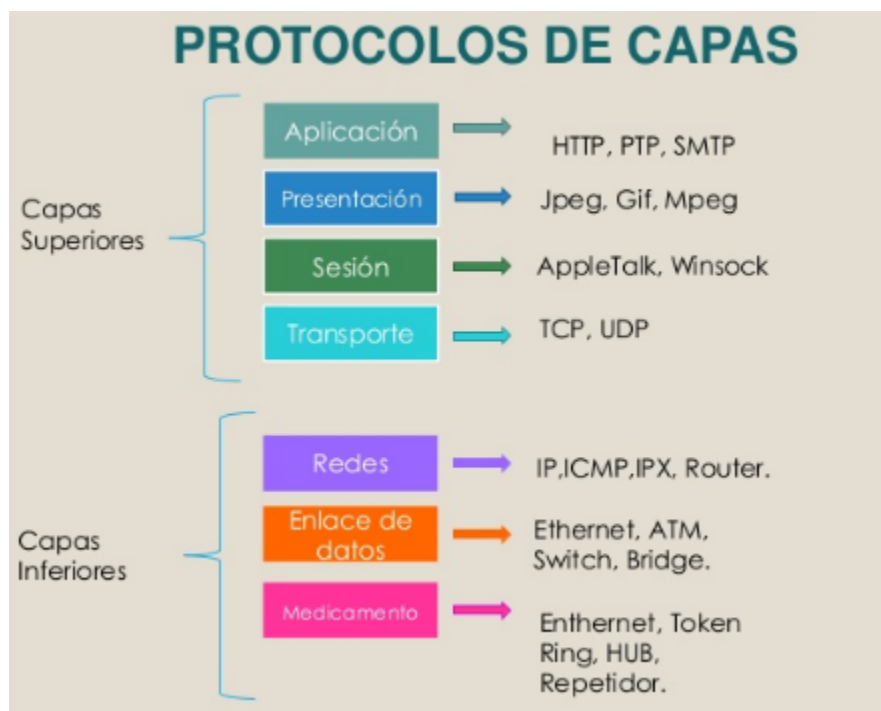 PROTOCOLOS DE CAPAS
Capas
Superiores
Aplicación
HTTP, PTP, SMTP
Presentación
Jpeg, Gif, Mpeg
Sesión
AppleTalk, Winsock
Transporte
TCP, UDP
Capas
Inferiores
Redes
IP,ICMP,IPX, Router.
Enlace de
datos
Ethernet, ATM,
Switch, Bridge.
Medicamento
Enthernet, Token
Ring, HUB,
Repetidor.